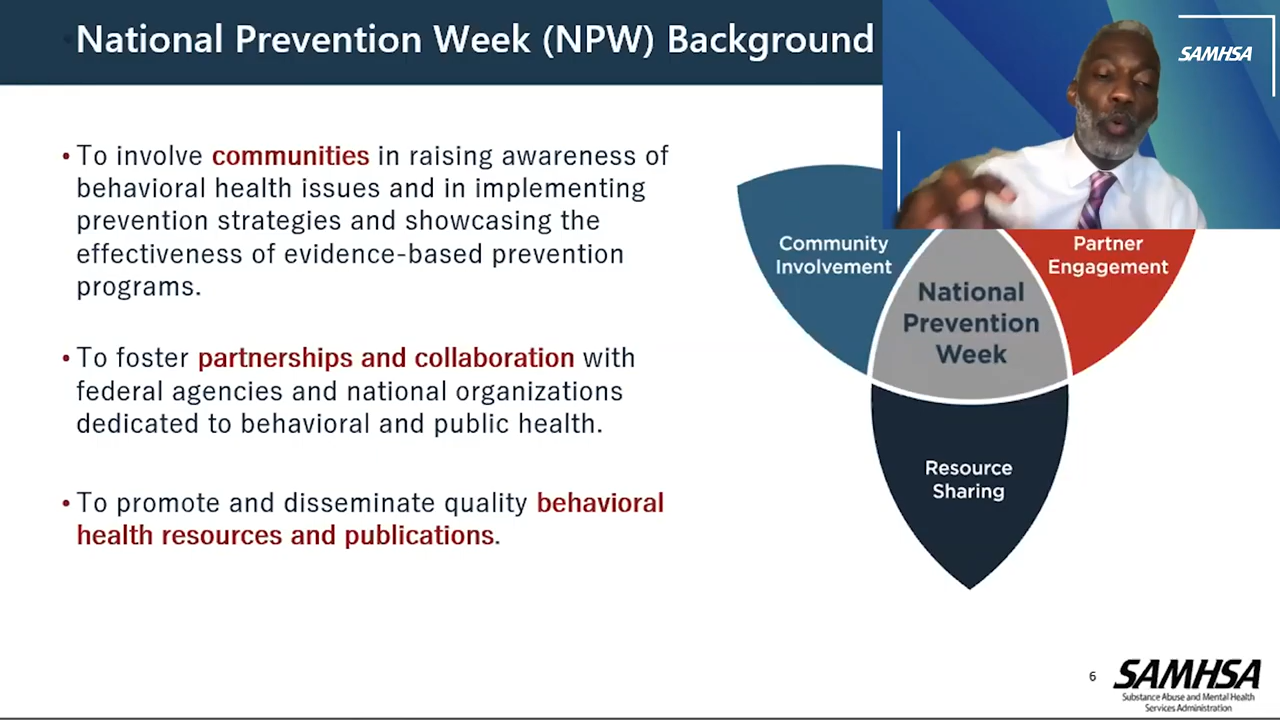 National Prevention Week (NPW) Background
SAMHSA
• To involve communities in raising awareness of
behavioral health issues and in implementing
prevention strategies and showcasing the
effectiveness of evidence-based prevention
programs.
• To foster partnerships and collaboration with
federal agencies and national organizations
dedicated to behavioral and public health.
• To promote and disseminate quality behavioral
health resources and publications.
Community
Involvement
Partner
Engagement
National
Prevention
Week
Resource
Sharing
6
SAMHSA
Substance Abuse and Mental Health
Services Administration